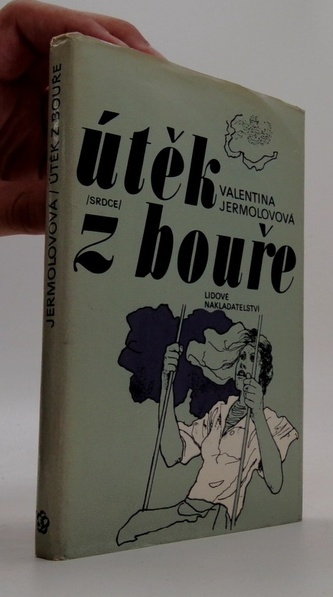 útěk
/SRDCE/
VALENTINA
JERMOLOVOVÁ
z bouře
LIDOVÉ
NAKLADATELSTVÍ
JERMOLOVOVÁ / ÚTĚK Z BOUŘE